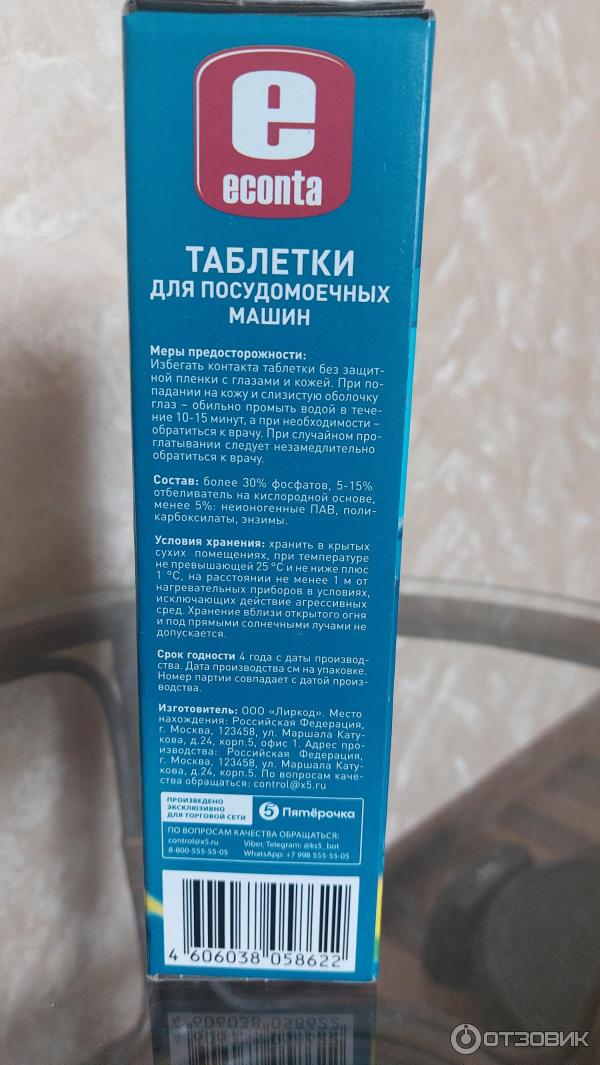 e
econta
ТАБЛЕТКИ
ДЛЯ ПОСУДОМОЕЧНЫХ
МАШИН
Меры предосторожности:
Избегать контакта таблетки без защит-
ной пленки с глазами и кожей. При по-
падании на кожу и слизистую оболочку
глаз – обильно промыть водой в тече-
ние 10-15 минут, а при необходимости –
обратиться к врачу. При случайном про-
глатывании следует незамедлительно
обратиться к врачу.
Состав: более 30% фосфатов, 5-15%
отбеливатель на кислородной основе,
менее 5%: неионогенные ПАВ, поли-
карбоксилаты, энзимы.
Условия хранения: хранить в крытых
сухих помещениях, при температуре
не превышающей 25 °С и не ниже плюс
1 °С, на расстоянии не менее 1 м от
нагревательных приборов в условиях,
исключающих действие агрессивных
сред. Хранение вблизи открытого огня
и под прямыми солнечными лучами не
допускается.
Срок годности 4 года с даты производ-
ства. Дата производства см на упаковке.
Номер партии совпадает с датой произ-
водства.
Изготовитель: ООО «Лиркод». Место
нахождения: Российская Федерация,
г. Москва, 123458, ул. Маршала Кату-
кова, д.24, корп.5, офис 1. Адрес про-
изводства: Российская Федерация,
г. Москва, 123458, ул. Маршала Кату-
кова, д.24, корп.5. По вопросам каче-
ства обращаться: control@x5.ru
ПРОИЗВЕДЕНО
ЭКСКЛЮЗИВНО
ДЛЯ ТОРГОВОЙ СЕТИ
5 Пятёрочка
ПО ВОПРОСАМ КАЧЕСТВА ОБРАЩАТЬСЯ:
control@x5.ru Viber, Telegram: @ks5_bot
8-800-555-55-05 WhatsApp: +7 998 555-55-05
4 606038 058622
4 606038 058622
ОТЗОВИК